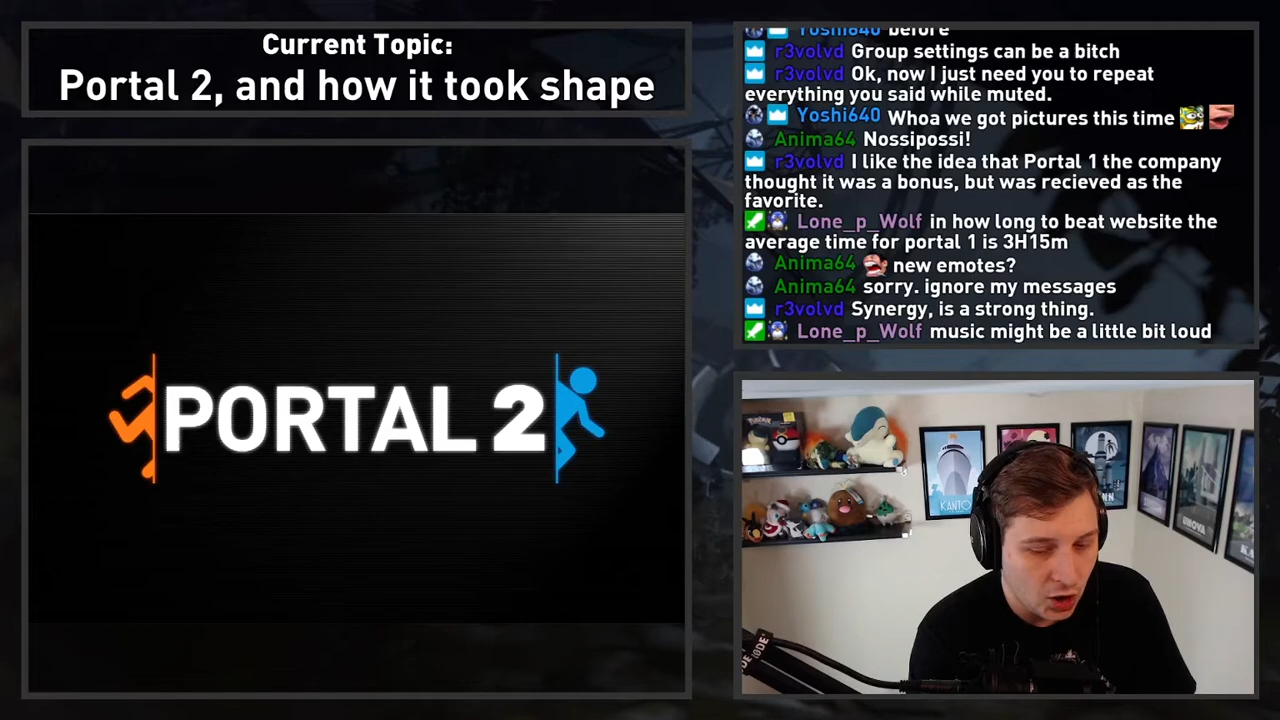 Current Topic:
Portal 2, and how it took shape
PORTAL 2
Yoshi640 before
r3volvd Group settings can be a bitch
r3volvd Ok, now I just need you to repeat
everything you said while muted.
Yoshi640 Whoa we got pictures this time
Anima64 Nossipossi!
r3volvd I like the idea that Portal 1 the company
thought it was a bonus, but was recieved as the
favorite.
Lone_p_Wolf in how long to beat website the
average time for portal 1 is 3H15m
Anima64 new emotes?
Anima64 sorry. ignore my messages
r3volvd Synergy, is a strong thing.
Lone_p_Wolf music might be a little bit loud
KANTO
UNOVA